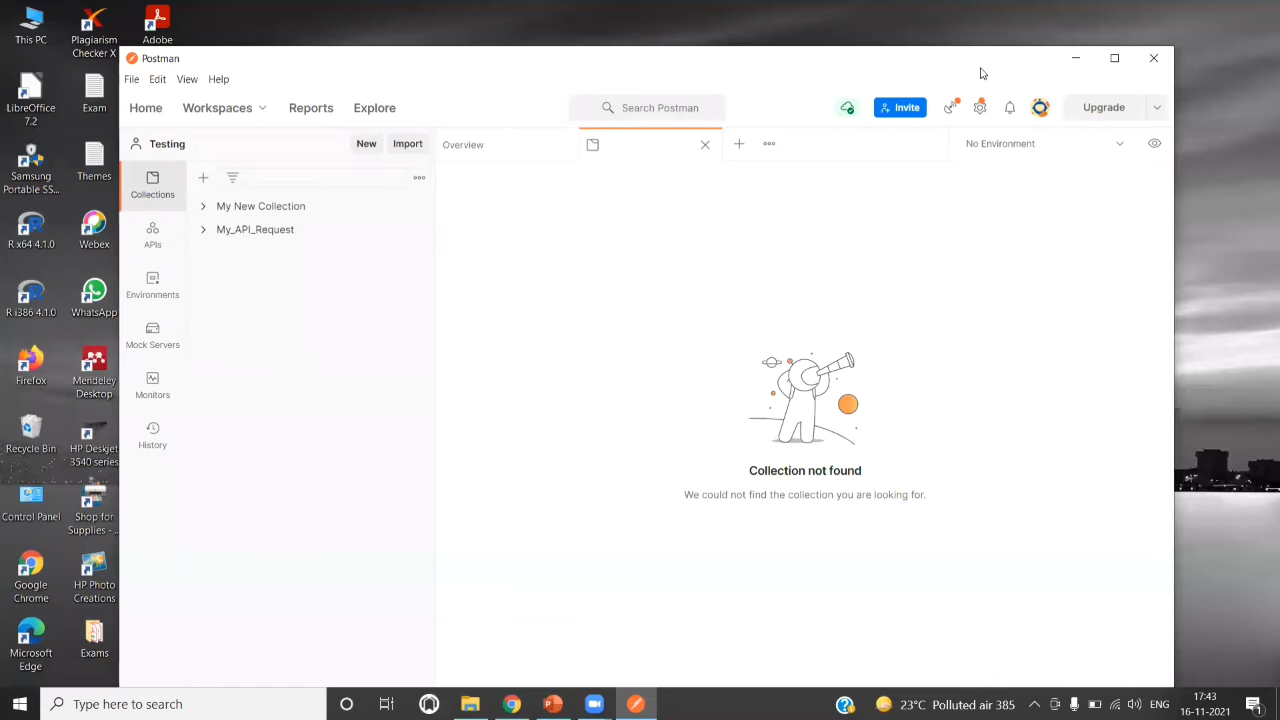 This PC
Plagiarism
Checker X
Adobe
LibreOffice
7.2
Exam
Samsung
Portable SS...
Themes
R x64 4.1.0
Webex
R i386 4.1.0
WhatsApp
Firefox
Mendeley
Desktop
Recycle Bin
HP Deskjet
3540 series
Control Panel
Shop for
Supplies - ...
Google
Chrome
HP Photo
Creations
Microsoft
Edge
Exams
Postman
File Edit View Help
Home Workspaces Reports Explore
Search Postman
Invite
Upgrade
Testing
New Import
Overview
No Environment
Collections
APIs
Environments
Mock Servers
Monitors
History
My New Collection
My_API_Request
Collection not found
We could not find the collection you are looking for.
Type here to search
23°C Polluted air 385
ENG
17:43
16-11-2021
1